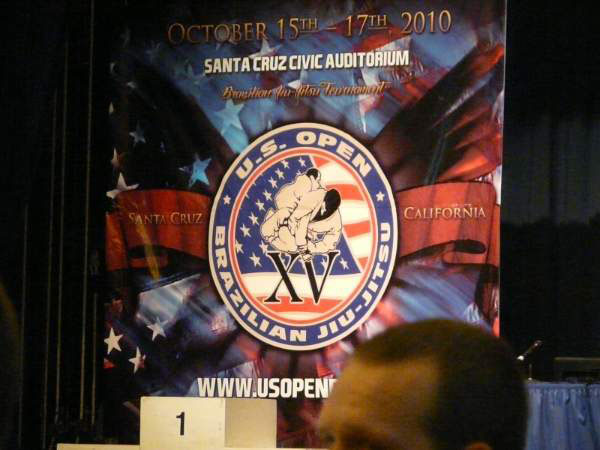 OCTOBER 15TH - 17TH, 2010
SANTA CRUZ CIVIC AUDITORIUM
Brazilian Jiu-Jitsu Tournament
U.S. OPEN
SANTA CRUZ
CALIFORNIA
XV
BRAZILIAN JIU-JITSU
WWW.USOPEN
1